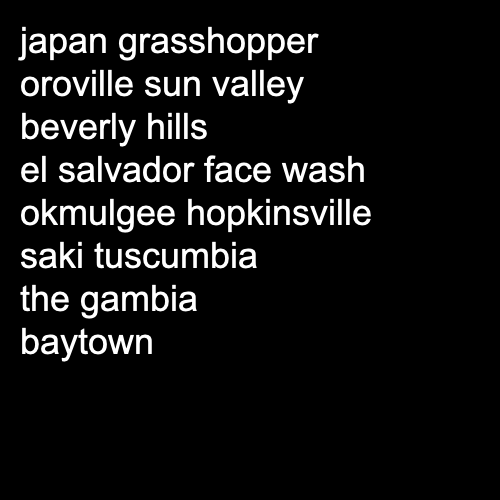 japan grasshopper
oroville sun valley
beverly hills
el salvador face wash
okmulgee hopkinsville
saki tuscumbia
the gambia
baytown